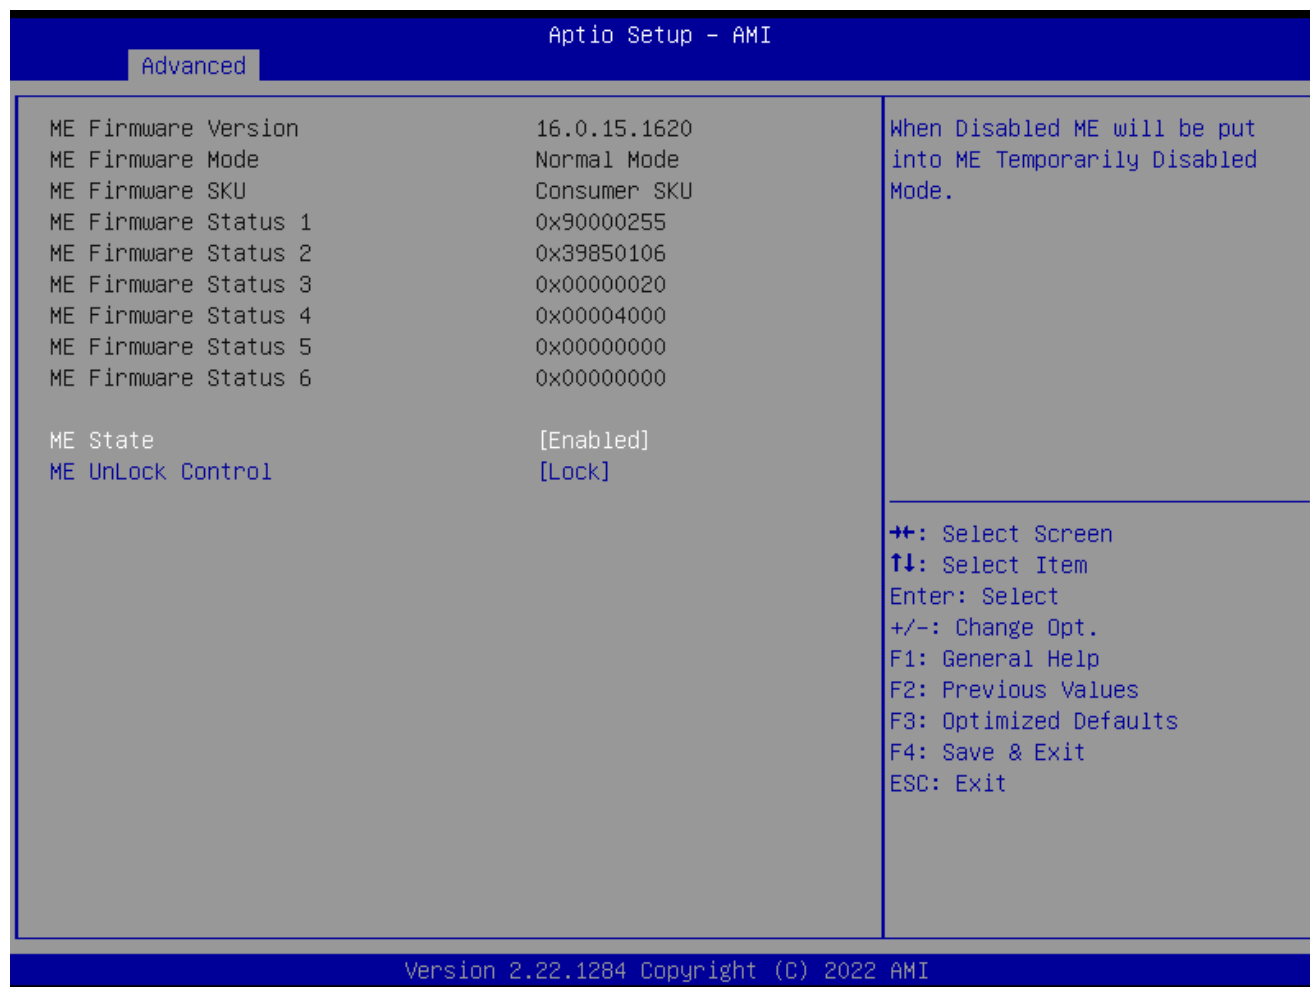 Aptio Setup – AMI
Advanced
ME Firmware Version 16.0.15.1620
ME Firmware Mode Normal Mode
ME Firmware SKU Consumer SKU
ME Firmware Status 1 0x90000255
ME Firmware Status 2 0x39850106
ME Firmware Status 3 0x00000020
ME Firmware Status 4 0x00004000
ME Firmware Status 5 0x00000000
ME Firmware Status 6 0x00000000
ME State [Enabled]
ME UnLock Control [Lock]
When Disabled ME will be put
into ME Temporarily Disabled
Mode.
→←: Select Screen
↑↓: Select Item
Enter: Select
+/-: Change Opt.
F1: General Help
F2: Previous Values
F3: Optimized Defaults
F4: Save & Exit
ESC: Exit
Version 2.22.1284 Copyright (C) 2022 AMI